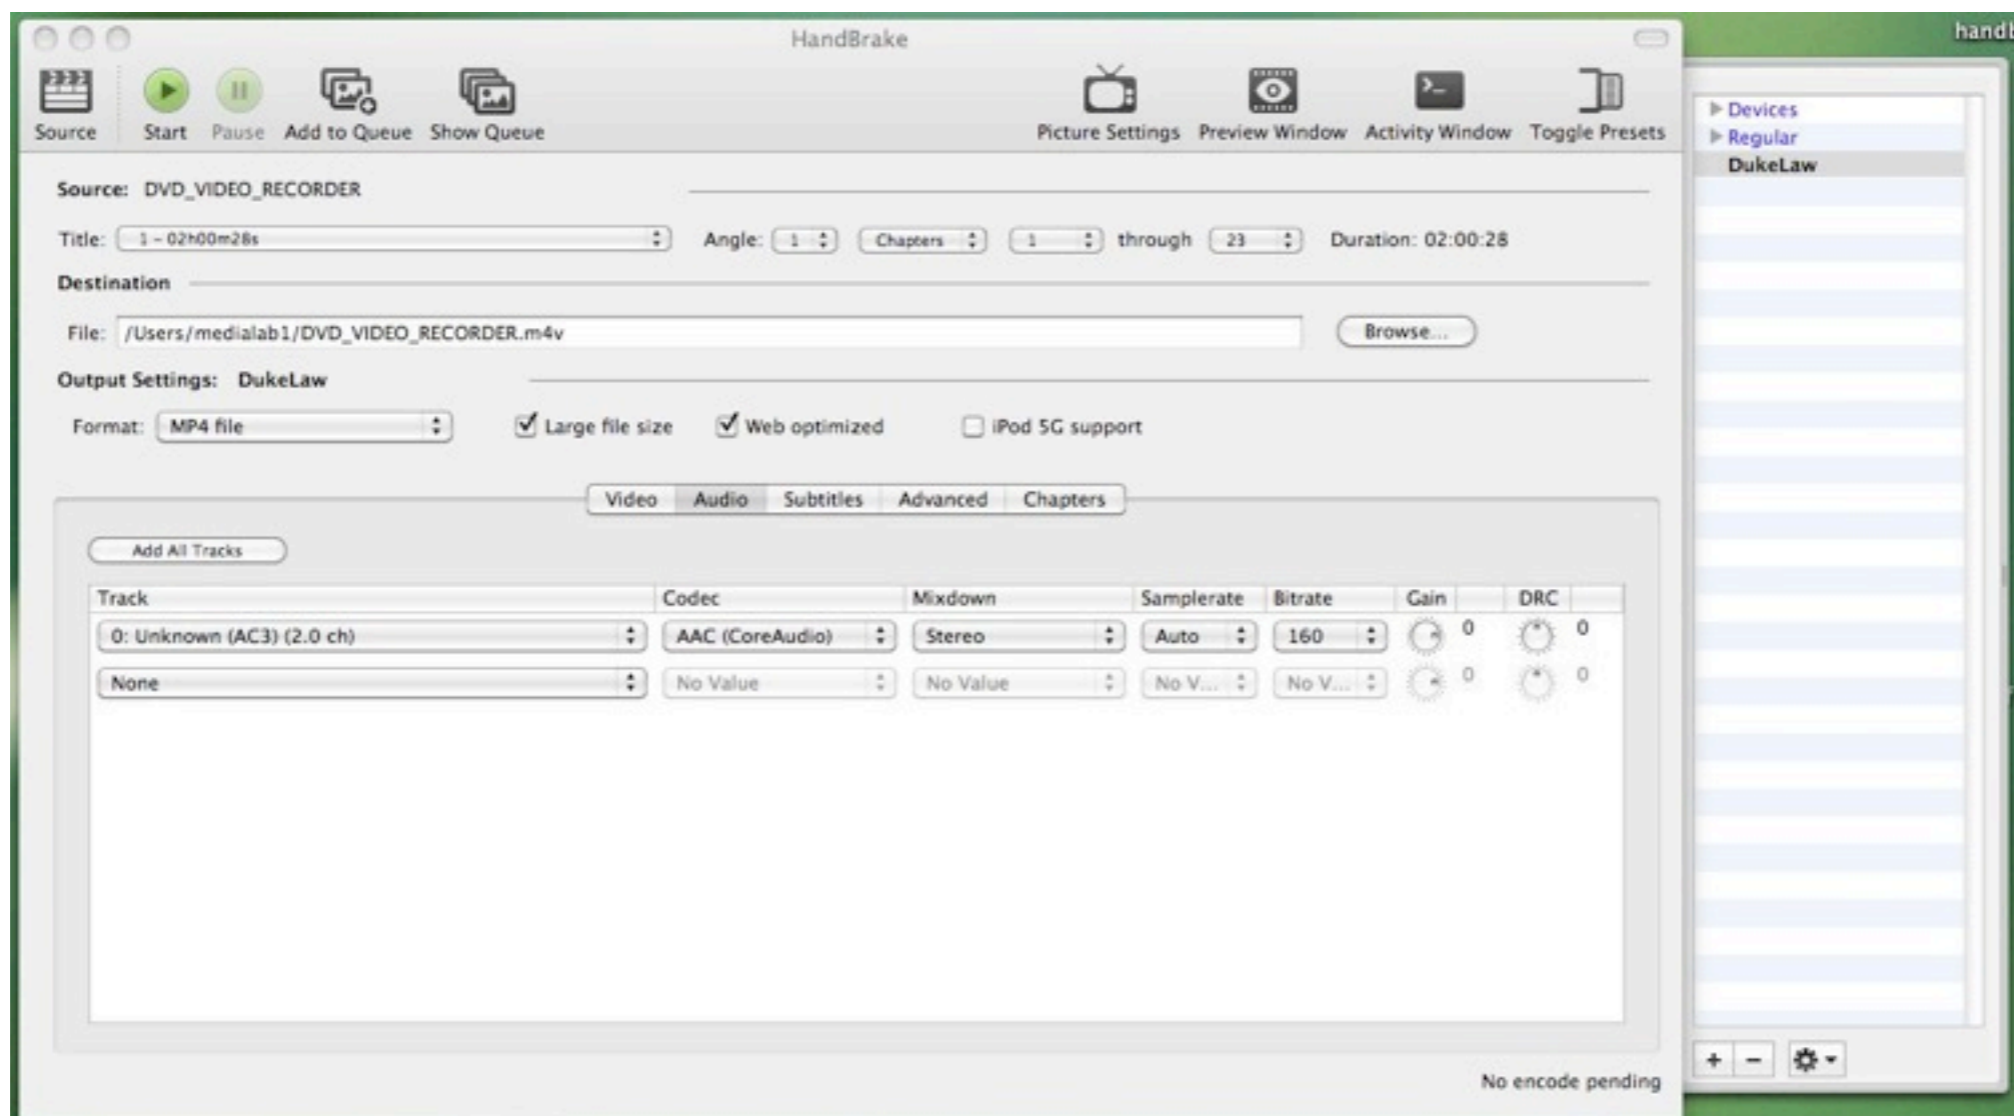 HandBrake
handb
Source Start Pause Add to Queue Show Queue Picture Settings Preview Window Activity Window Toggle Presets
Source: DVD_VIDEO_RECORDER
Title: 1 - 02h00m28s Angle: 1 Chapters 1 through 23 Duration: 02:00:28
Destination
File: /Users/medialab1/DVD_VIDEO_RECORDER.m4v Browse...
Output Settings: DukeLaw
Format: MP4 file Large file size Web optimized iPod 5G support
Video Audio Subtitles Advanced Chapters
Add All Tracks
Track Codec Mixdown Samplerate Bitrate Gain DRC
0: Unknown (AC3) (2.0 ch) AAC (CoreAudio) Stereo Auto 160 0 0
None No Value No Value No V... No V... 0 0
No encode pending
Devices
Regular
DukeLaw